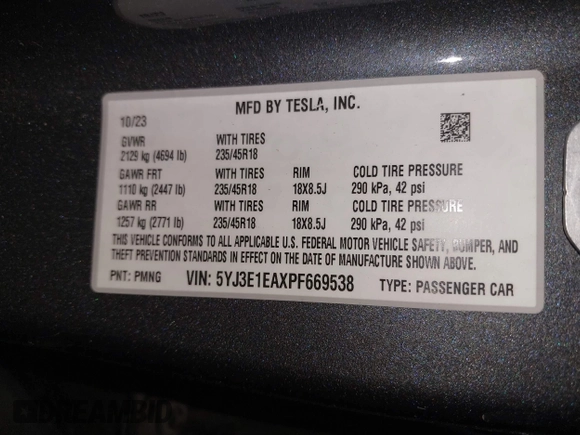 MFD BY TESLA, INC.
10/23
GVWR WITH TIRES
2129 kg (4694 lb) 235/45R18
GAWR FRT WITH TIRES RIM COLD TIRE PRESSURE
1110 kg (2447 lb) 235/45R18 18X8.5J 290 kPa, 42 psi
GAWR RR WITH TIRES RIM COLD TIRE PRESSURE
1257 kg (2771 lb) 235/45R18 18X8.5J 290 kPa, 42 psi
THIS VEHICLE CONFORMS TO ALL APPLICABLE U.S. FEDERAL MOTOR VEHICLE SAFETY, BUMPER, AND
THEFT PREVENTION STANDARDS IN EFFECT ON THE DATE OF MANUFACTURE SHOWN ABOVE.
PNT: PMNG VIN: 5YJ3E1EAXPF669538 TYPE: PASSENGER CAR
DREAMBID